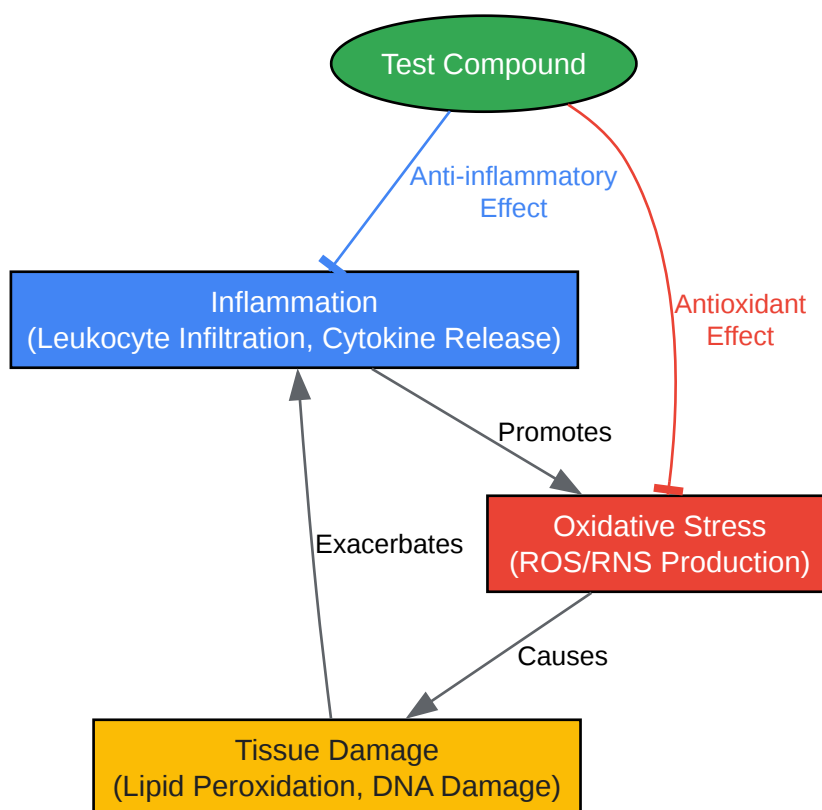 Test Compound
Anti-inflammatory
Effect
Inflammation
(Leukocyte Infiltration, Cytokine Release)
Antioxidant
Effect
Promotes
Oxidative Stress
(ROS/RNS Production)
Exacerbates
Causes
Tissue Damage
(Lipid Peroxidation, DNA Damage)